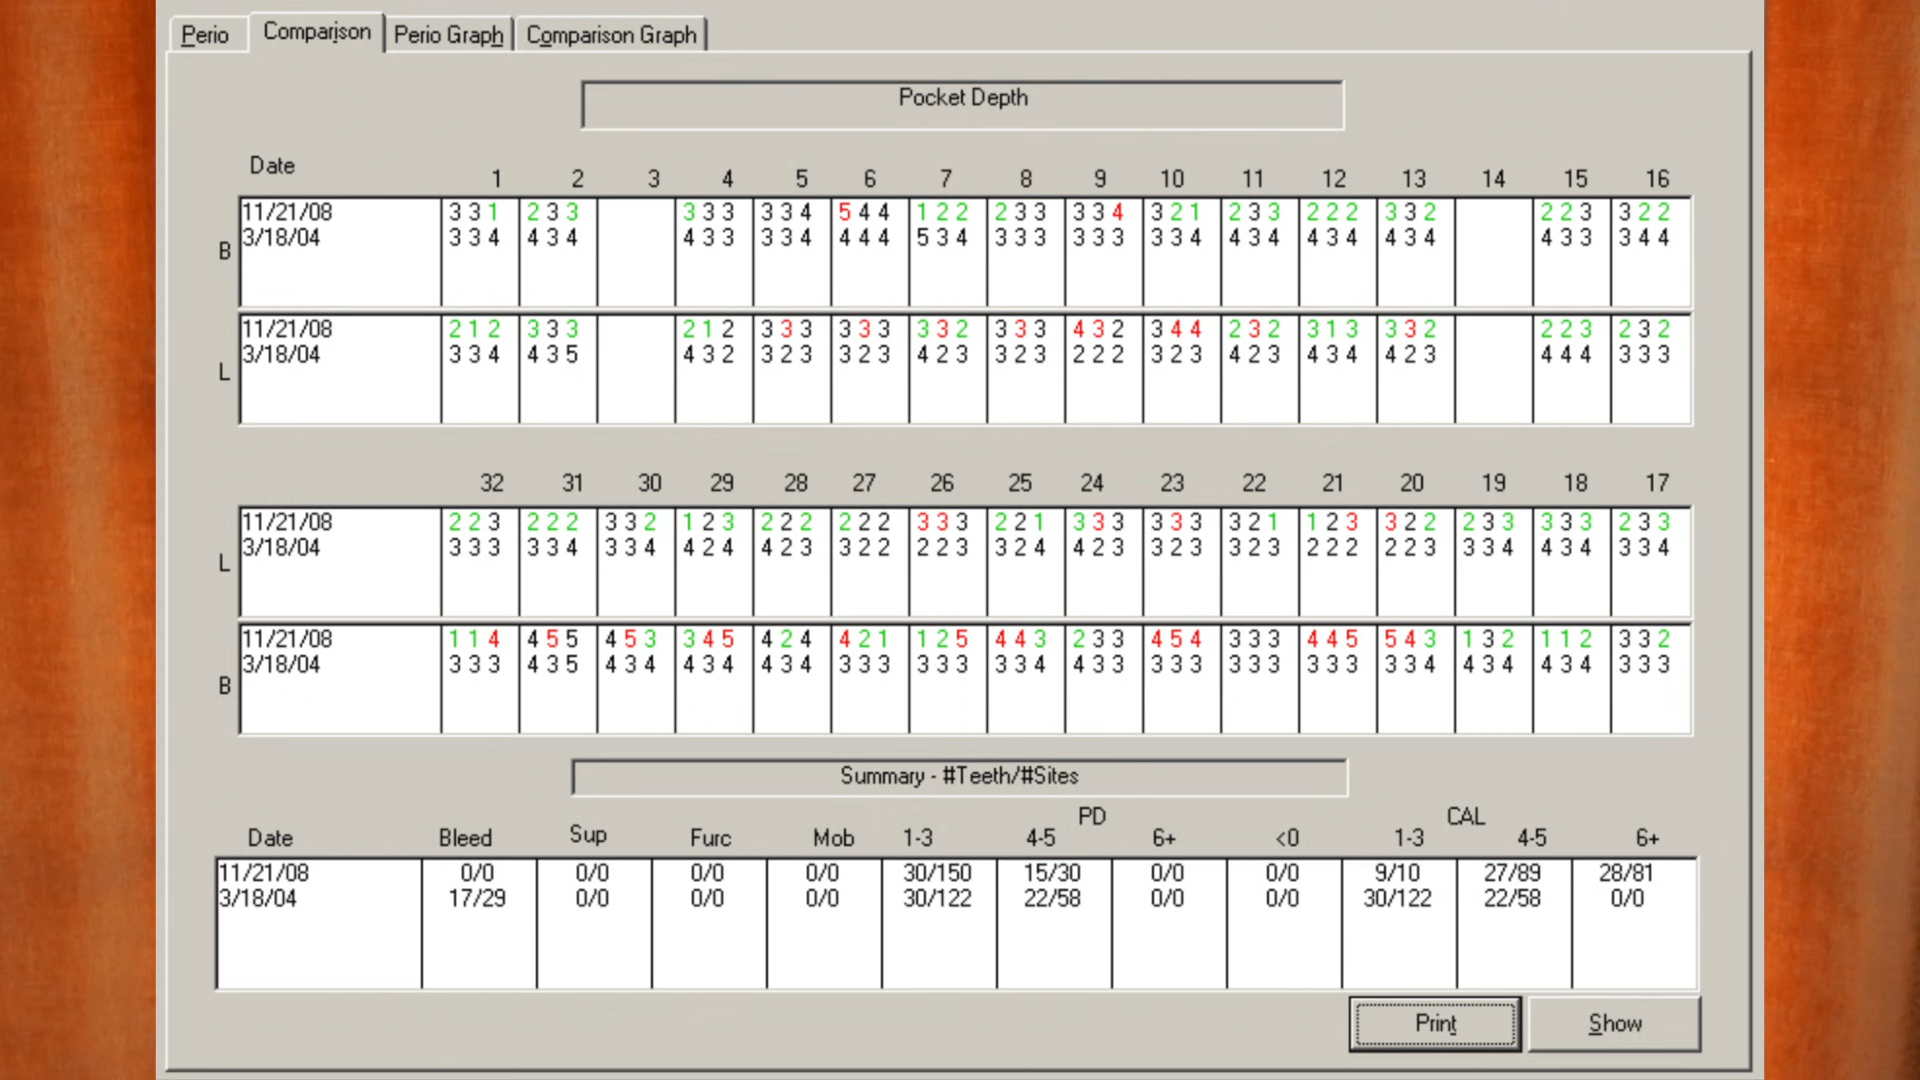 Perio Comparison Perio Graph Comparison Graph
Pocket Depth
Date 1 2 3 4 5 6 7 8 9 10 11 12 13 14 15 16
B
11/21/08 3 3 1 2 3 3 3 3 3 3 3 4 5 4 4 1 2 2 2 3 3 3 3 4 3 2 1 2 3 3 2 2 2 3 3 2 2 2 3 3 2 2
3/18/04 3 3 4 4 3 4 4 3 3 3 3 4 4 4 4 5 3 4 3 3 3 3 3 3 3 3 4 4 3 4 4 3 4 4 3 4 4 3 3 3 4 4
L
11/21/08 2 1 2 3 3 3 2 1 2 3 3 3 3 3 3 3 3 2 3 3 3 4 3 2 3 4 4 2 3 2 3 1 3 3 3 2 2 2 3 2 3 2
3/18/04 3 3 4 4 3 5 4 3 2 3 2 3 3 2 3 4 2 3 3 2 3 2 2 2 3 2 3 4 2 3 4 3 4 4 2 3 4 4 4 3 3 3
32 31 30 29 28 27 26 25 24 23 22 21 20 19 18 17
L
11/21/08 2 2 3 2 2 2 3 3 2 1 2 3 2 2 2 2 2 2 3 3 3 2 2 1 3 3 3 3 3 3 3 2 1 1 2 3 3 2 2 2 3 3 3 3 3 2 3 3
3/18/04 3 3 3 3 3 4 3 3 4 4 2 4 4 2 3 3 2 2 2 2 3 3 2 4 4 2 3 3 2 3 3 2 3 2 2 2 2 2 3 3 3 4 4 3 4 3 3 4
B
11/21/08 1 1 4 4 5 5 4 5 3 3 4 5 4 2 4 4 2 1 1 2 5 4 4 3 2 3 3 4 5 4 3 3 3 4 4 5 5 4 3 1 3 2 1 1 2 3 3 2
3/18/04 3 3 3 4 3 5 4 3 4 4 3 4 4 3 4 3 3 3 3 3 3 3 3 4 4 3 3 3 3 3 3 3 3 3 3 3 3 3 4 4 3 4 4 3 4 3 3 3
Summary - #Teeth/#Sites
PD CAL
Date Bleed Sup Furc Mob 1-3 4-5 6+ <0 1-3 4-5 6+
11/21/08 0/0 0/0 0/0 0/0 30/150 15/30 0/0 0/0 9/10 27/89 28/81
3/18/04 17/29 0/0 0/0 0/0 30/122 22/58 0/0 0/0 30/122 22/58 0/0
Print Show